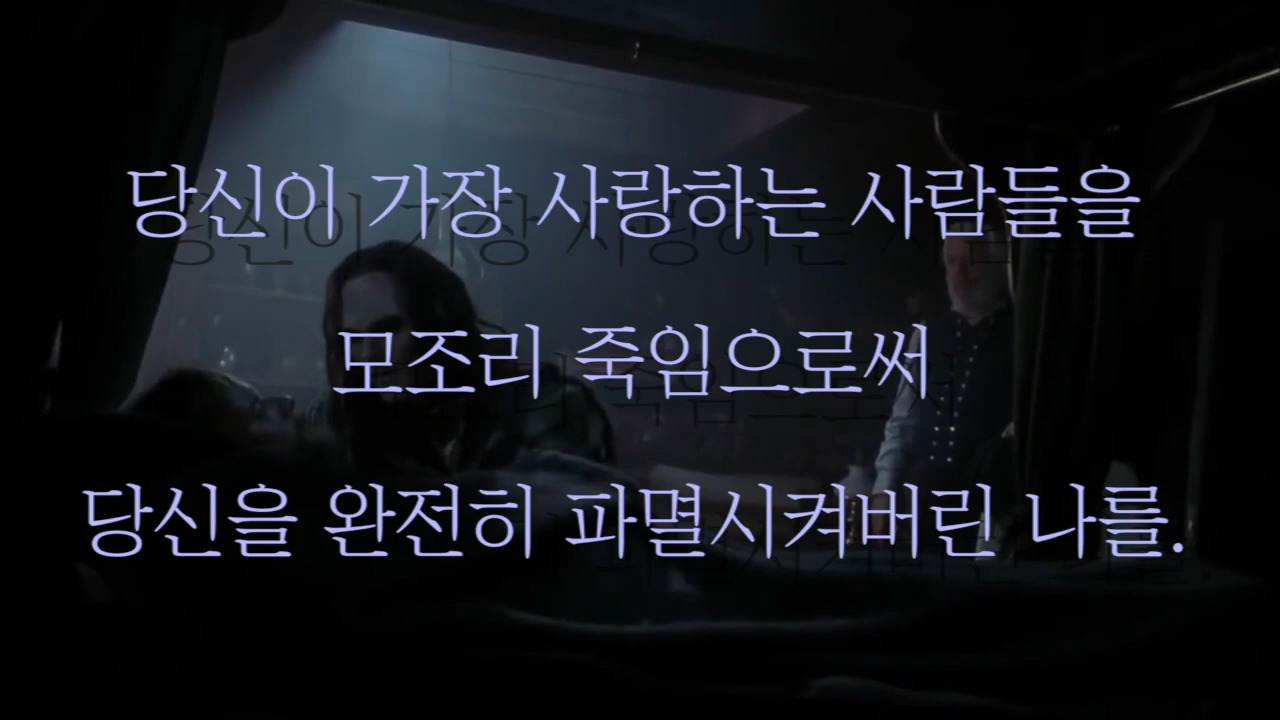 당신이 가장 사랑하는 사람들을
모조리 죽임으로써
당신을 완전히 파멸시켜버린 나를.